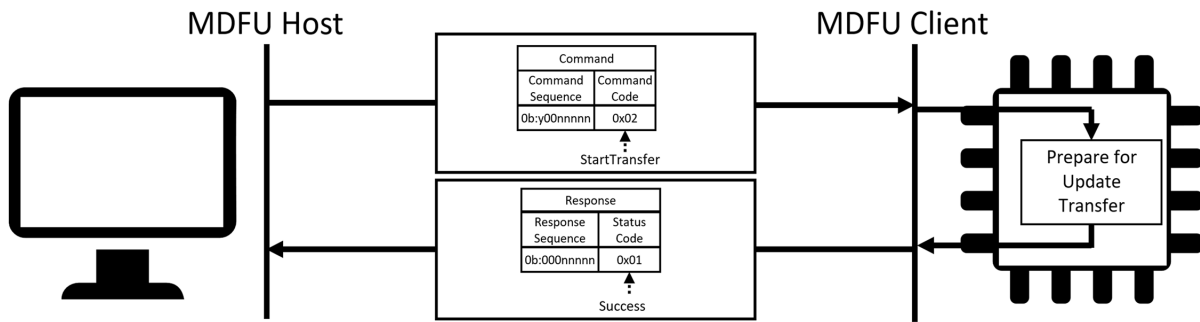 MDFU Host
MDFU Client
Command
Command Sequence
Command Code
0b:y00nnnnn
0x02
StartTransfer
Prepare for
Update
Transfer
Response
Response Sequence
Status Code
0b:000nnnnn
0x01
Success